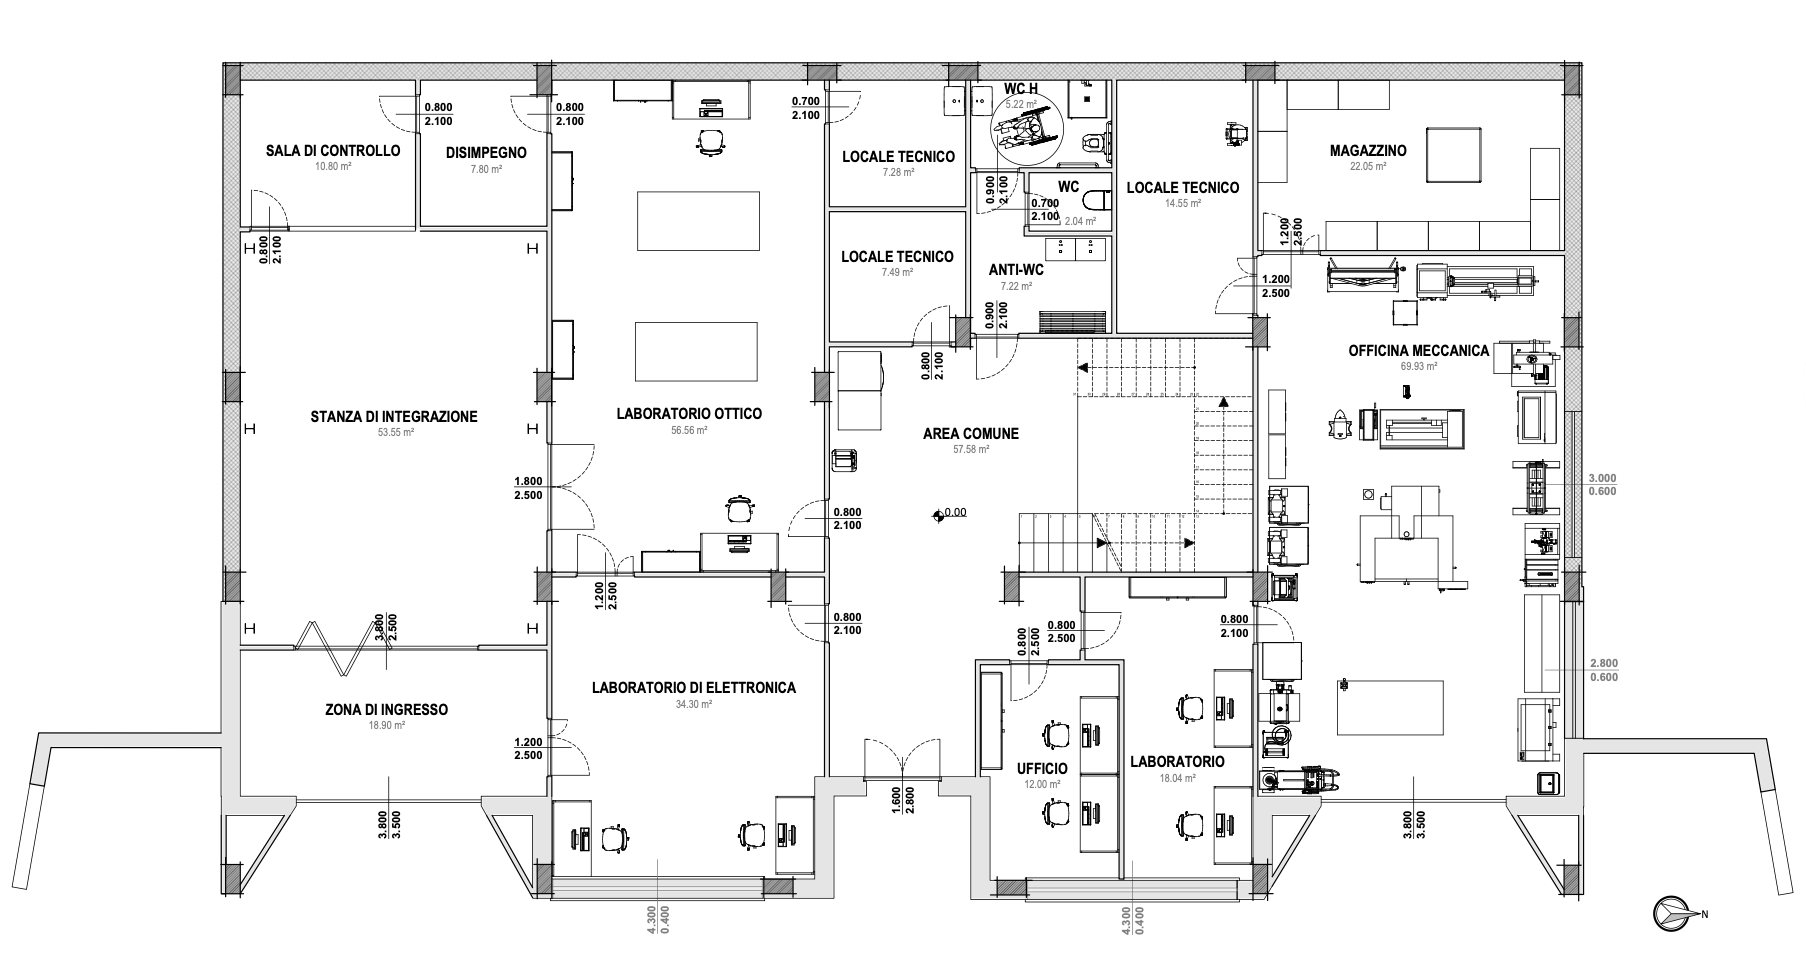 WC H
5.22 m²
0.800
2.100
0.800
2.100
0.700
2.100
SALA DI CONTROLLO
10.80 m²
DISIMPEGNO
7.80 m²
LOCALE TECNICO
7.28 m²
MAGAZZINO
22.05 m²
0.900
2.100
WC
2.04 m²
0.700
2.100
LOCALE TECNICO
14.55 m²
0.800
2.100
1.200
2.500
LOCALE TECNICO
7.49 m²
ANTI-WC
7.22 m²
1.200
2.500
0.900
2.100
0.800
2.100
OFFICINA MECCANICA
69.93 m²
STANZA DI INTEGRAZIONE
53.55 m²
LABORATORIO OTTICO
56.56 m²
AREA COMUNE
57.58 m²
1.800
2.500
3.000
0.600
0.800
2.100
0.00
1.200
2.500
3.800
2.500
0.800
2.100
0.800
2.500
0.800
2.500
0.800
2.100
2.800
0.600
LABORATORIO DI ELETTRONICA
34.30 m²
ZONA DI INGRESSO
18.90 m²
1.200
2.500
UFFICIO
12.00 m²
LABORATORIO
18.04 m²
1.600
2.800
3.800
3.500
3.800
3.500
4.300
0.400
4.300
0.400
N